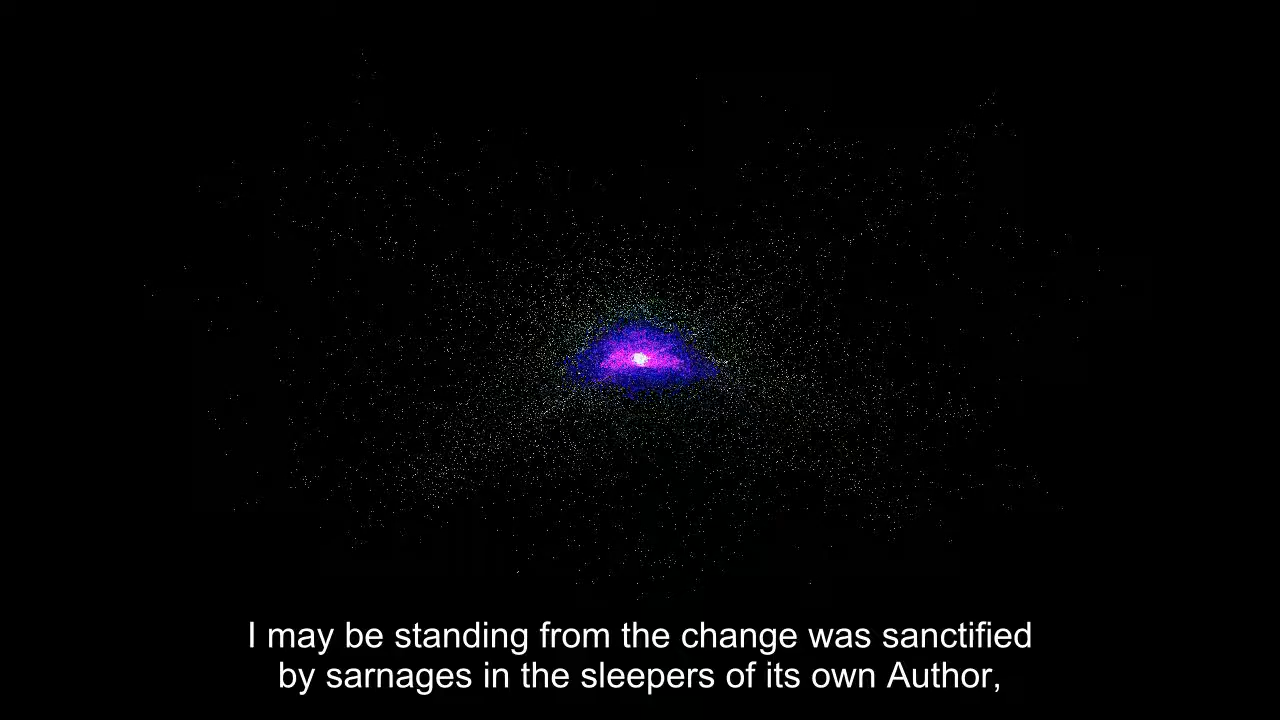 I may be standing from the change was sanctified
by sarnages in the sleepers of its own Author,